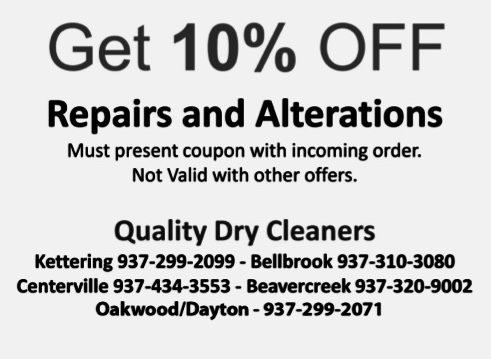 Get 10% OFF
Repairs and Alterations
Must present coupon with incoming order.
Not Valid with other offers.
Quality Dry Cleaners
Kettering 937-299-2099 - Bellbrook 937-310-3080
Centerville 937-434-3553 - Beavercreek 937-320-9002
Oakwood/Dayton - 937-299-2071